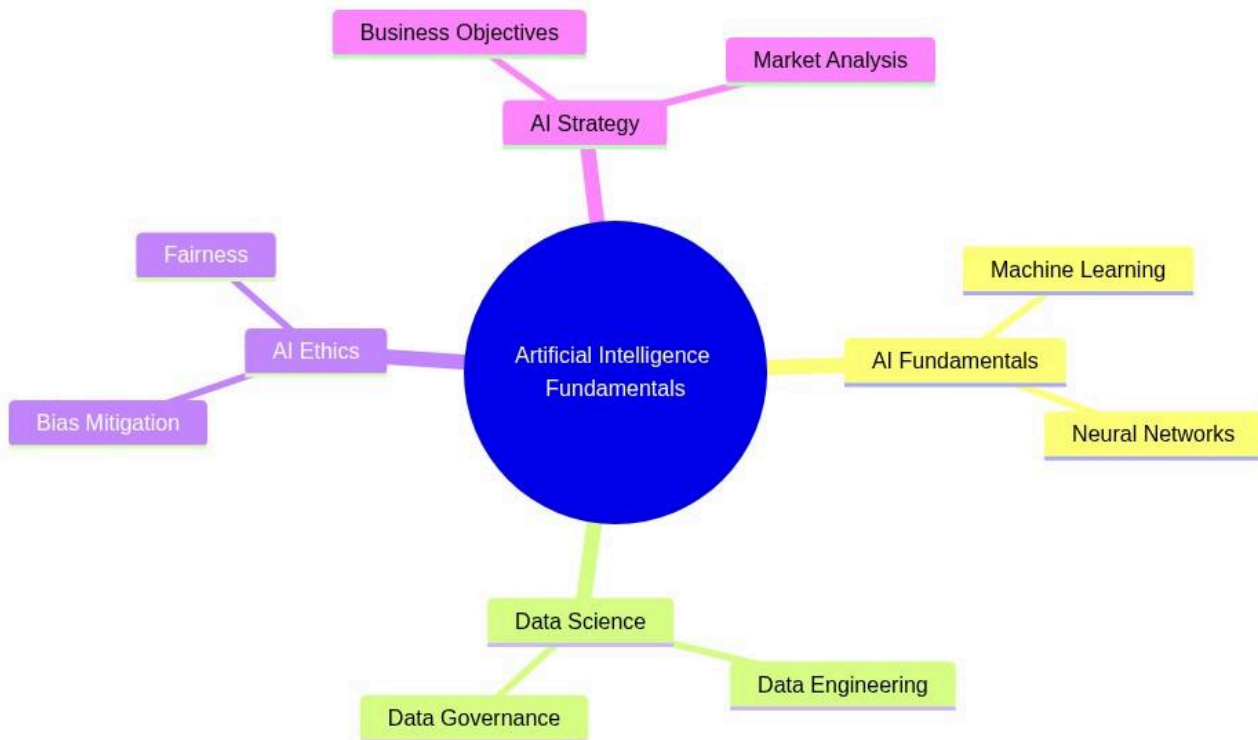 Business Objectives
Market Analysis
AI Strategy
Fairness
Machine Learning
AI Ethics
Artificial Intelligence
Fundamentals
AI Fundamentals
Bias Mitigation
Neural Networks
Data Science
Data Engineering
Data Governance